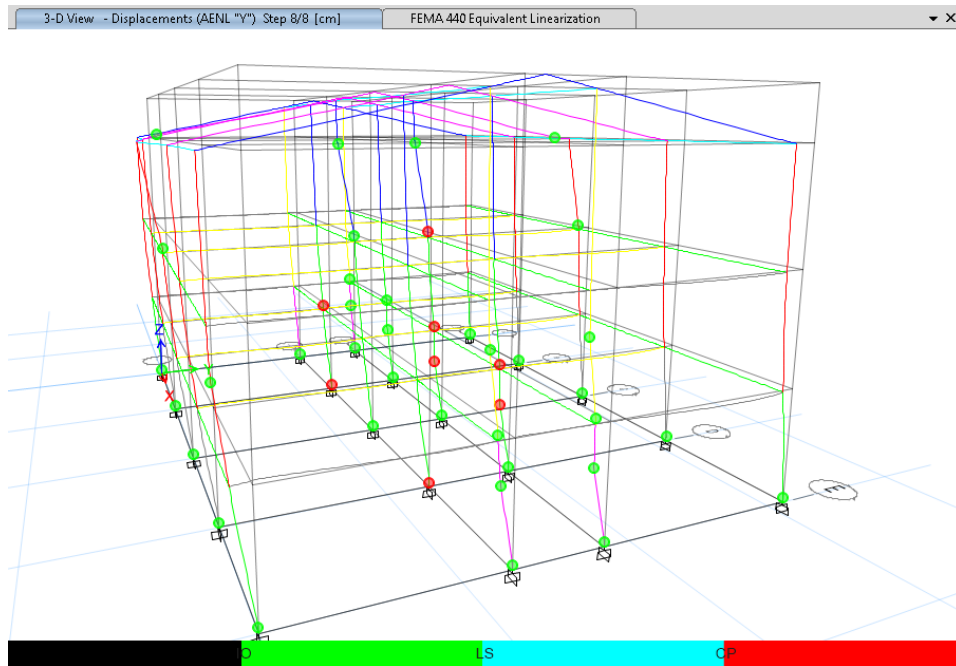 3-D View - Displacements (AENL "Y") Step 8/8 [cm]
FEMA 440 Equivalent Linearization
Z
X
E
IO
LS
CP